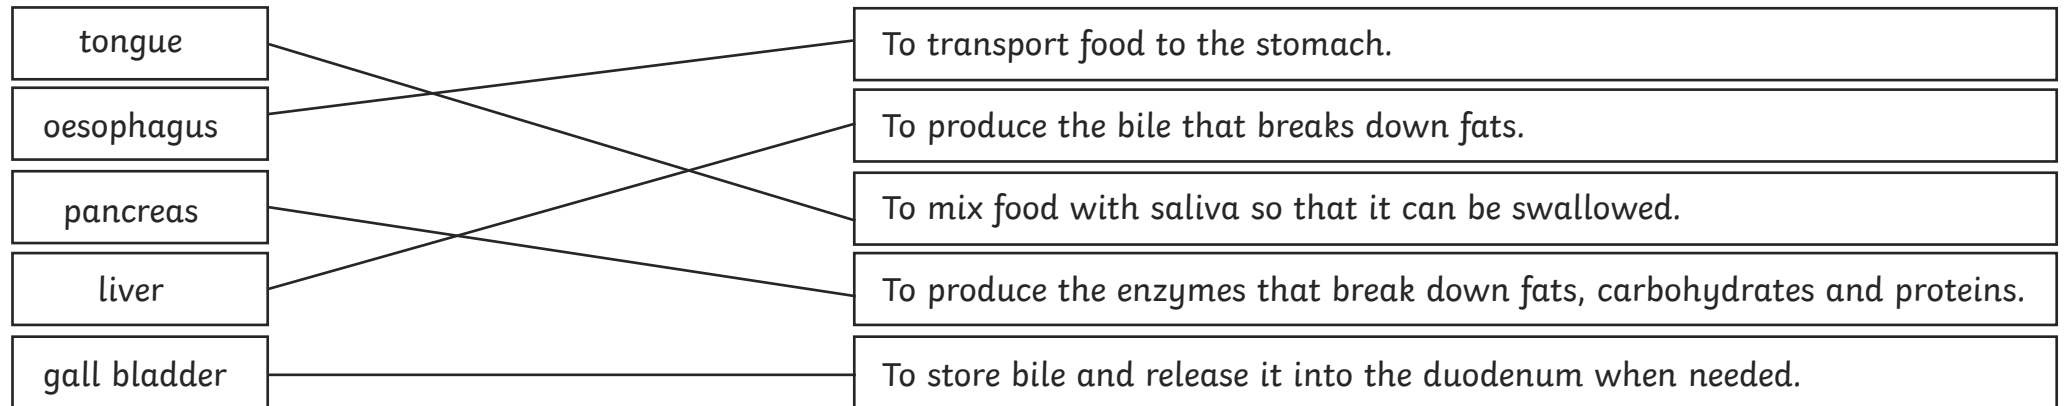 tongue
To transport food to the stomach.
oesophagus
To produce the bile that breaks down fats.
pancreas
To mix food with saliva so that it can be swallowed.
liver
To produce the enzymes that break down fats, carbohydrates and proteins.
gall bladder
To store bile and release it into the duodenum when needed.